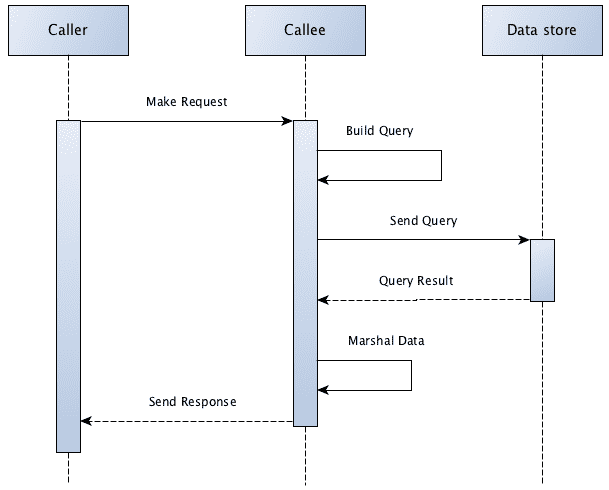 Caller
Callee
Data store
Make Request
Build Query
Send Query
Query Result
Marshal Data
Send Response